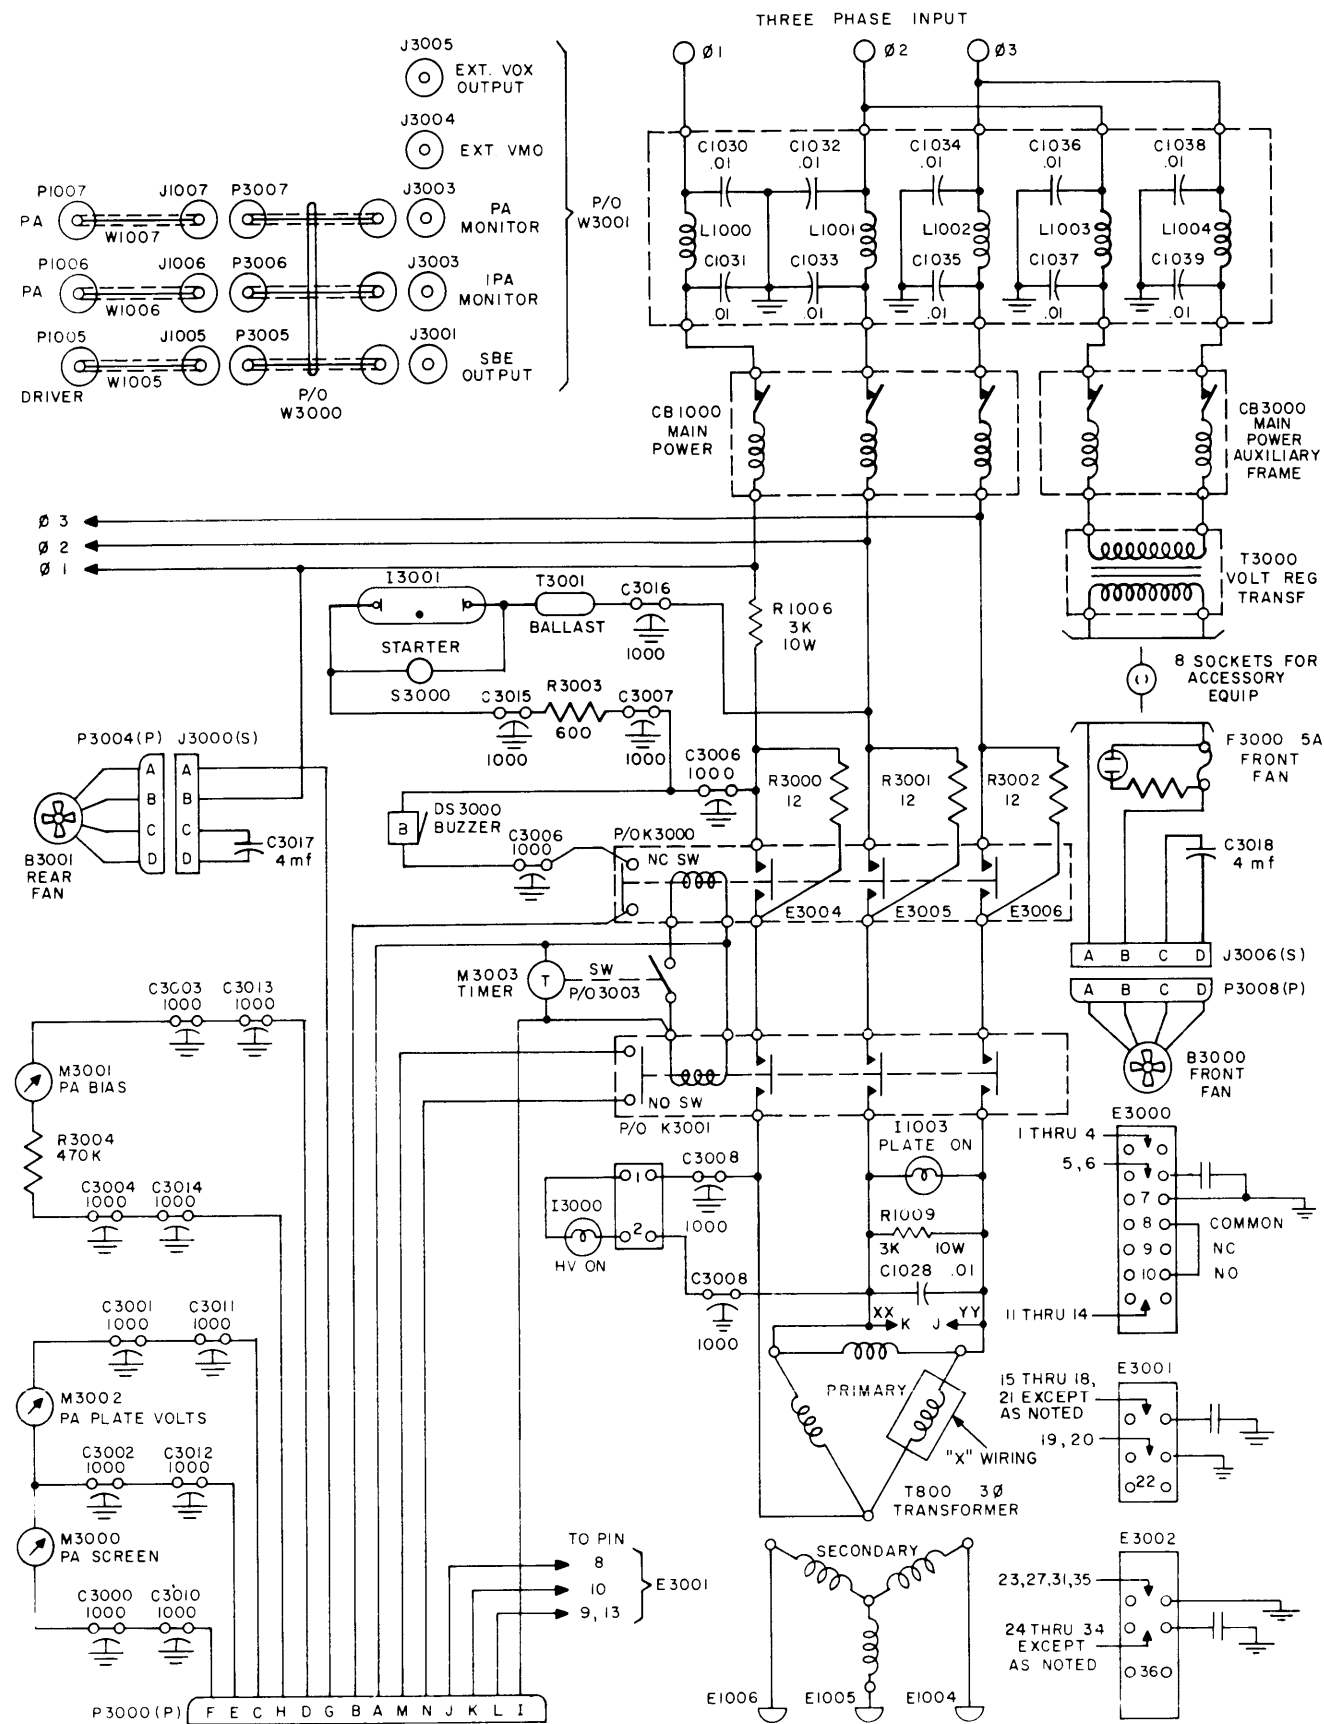 THREE PHASE INPUT
Ø1
Ø2
Ø3
J3005
EXT. VOX
OUTPUT
J3004
EXT. VMO
P1007
J1007
P3007
J3003
PA
W1007
PA
MONITOR
P/O
W3001
P1006
J1006
P3006
J3003
PA
W1006
IPA
MONITOR
P1005
J1005
P3005
J3001
W1005
SBE
OUTPUT
DRIVER
P/O
W3000
C1030
.01
C1032
.01
C1034
.01
C1036
.01
C1038
.01
L1000
L1001
L1002
L1003
L1004
C1031
C1033
C1035
C1037
C1039
.01
.01
.01
.01
.01
CB1000
MAIN
POWER
CB3000
MAIN
POWER
AUXILIARY
FRAME
Ø 3
Ø 2
Ø 1
T3000
VOLT REG
TRANSF
I3001
T3001
C3016
BALLAST
1000
R1006
3K
10W
STARTER
S3000
8 SOCKETS FOR
ACCESSORY
EQUIP
C3015
R3003
C3007
1000
600
1000
P3004(P)
J3000(S)
A
A
B
B
C
C
D
D
C3017
4mf
B3001
REAR
FAN
C3006
1000
R3000
12
R3001
12
R3002
12
F3000 5A
FRONT
FAN
DS3000
BUZZER
B
C3006
1000
P/OK3000
NC SW
C3018
4mf
E3004
E3005
E3006
A B C D
J3006(S)
A B C D
P3008(P)
B3000
FRONT
FAN
M3003
TIMER
T
SW
P/O3003
C3003
1000
C3013
1000
M3001
PA BIAS
R3004
470K
C3004
1000
C3014
1000
NO SW
P/O K3001
I1003
PLATE ON
E3000
1 THRU 4
5,6
7
8
COMMON
9
NC
10
NO
11 THRU 14
C3008
1000
1
2
I3000
HV ON
R1009
3K 10W
C1028 .01
C3008
1000
XX
YY
K
J
C3001
1000
C3011
1000
M3002
PA PLATE VOLTS
C3002
1000
C3012
1000
M3000
PA SCREEN
C3000
1000
C3010
1000
PRIMARY
"X" WIRING
T800 3Ø
TRANSFORMER
E3001
15 THRU 18,
21 EXCEPT
AS NOTED
19,20
22
TO PIN
8
10
9, 13
E3001
SECONDARY
E3002
23,27,31,35
24 THRU 34
EXCEPT
AS NOTED
36
E1006
E1005
E1004
P3000(P)
F E C H D G B A M N J K L I